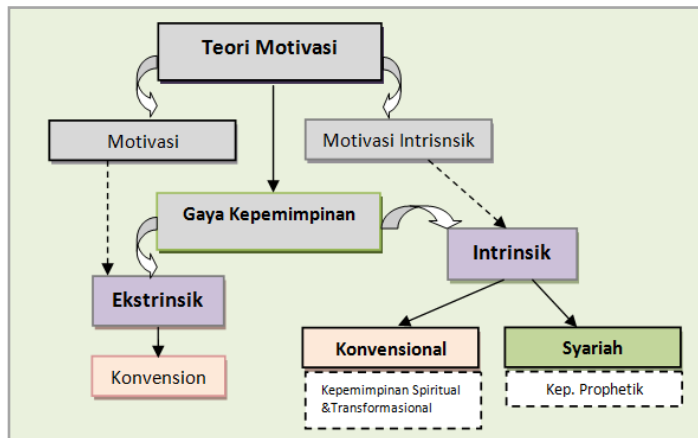 Teori Motivasi
Motivasi
Motivasi Intrisnsik
Gaya Kepemimpinan
Ekstrinsik
Intrinsik
Konvension
Konvensional
Syariah
Kepemimpinan Spiritual
&Transformasional
Kep. Prophetik